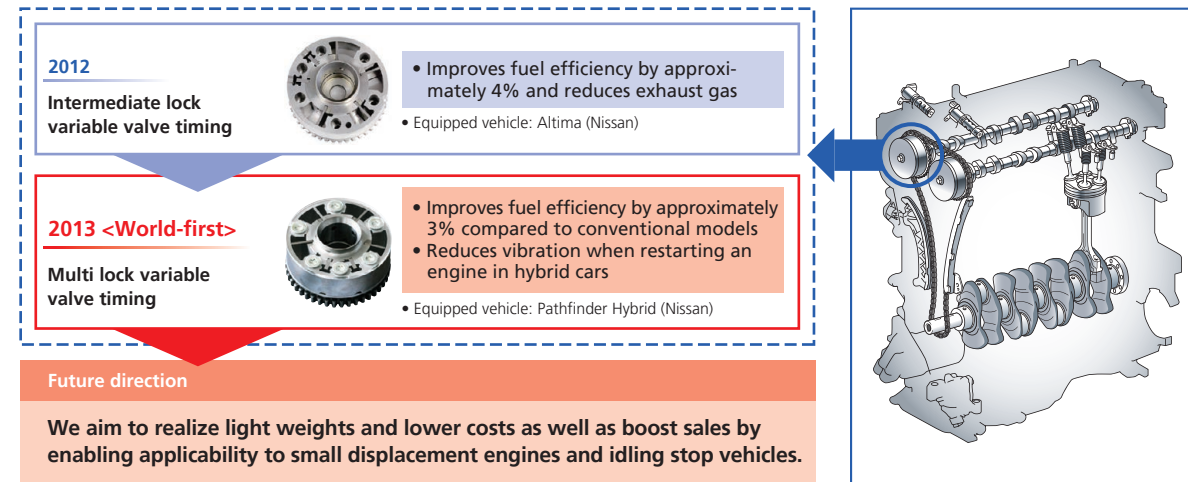 2012
Intermediate lock
variable valve timing
• Improves fuel efficiency by approxi-
mately 4% and reduces exhaust gas
• Equipped vehicle: Altima (Nissan)
2013 <World-first>
Multi lock variable
valve timing
• Improves fuel efficiency by approximately
3% compared to conventional models
• Reduces vibration when restarting an
engine in hybrid cars
• Equipped vehicle: Pathfinder Hybrid (Nissan)
Future direction
We aim to realize light weights and lower costs as well as boost sales by
enabling applicability to small displacement engines and idling stop vehicles.